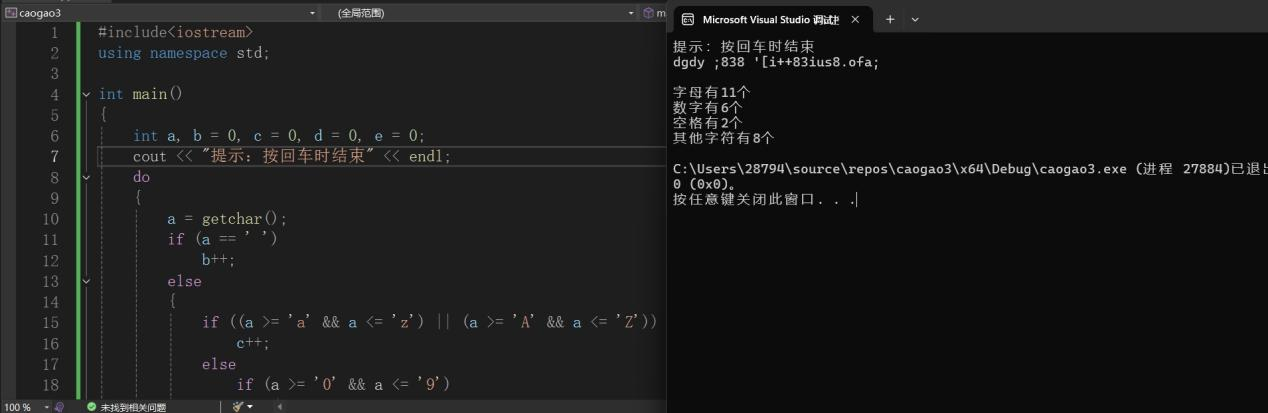 caogao3
(全局范围)
m
1 #include<iostream>
2 using namespace std;
3
4 int main()
5 {
6 int a, b = 0, c = 0, d = 0, e = 0;
7 cout << "提示：按回车时结束" << endl;
8 do
9 {
10 a = getchar();
11 if (a == ' ')
12 b++;
13 else
14 {
15 if ((a >= 'a' && a <= 'z') || (a >= 'A' && a <= 'Z'))
16 c++;
17 else
18 if (a >= '0' && a <= '9')
100 %
未找到相关问题
Microsoft Visual Studio 调试
提示：按回车时结束
dgdy ;838 '[i++83ius8.ofa;
字母有11个
数字有6个
空格有2个
其他字符有8个
C:\Users\28794\source\repos\caogao3\x64\Debug\caogao3.exe (进程 27884)已退出
0 (0x0)。
按任意键关闭此窗口. . .